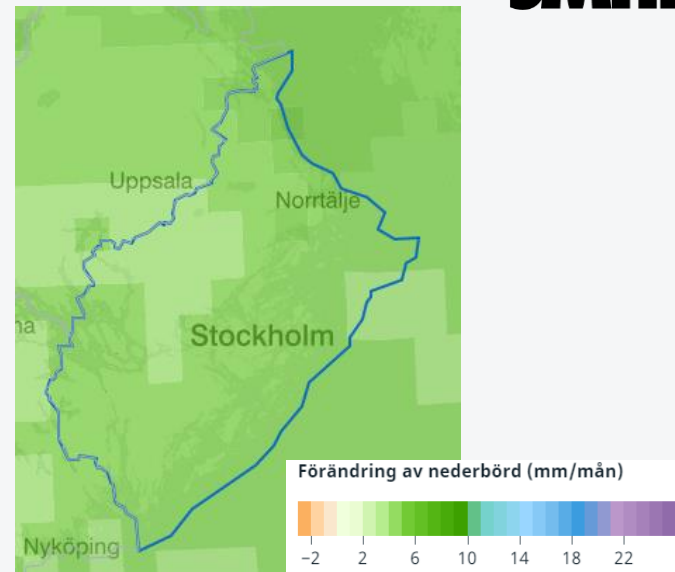 Uppsala
Norrtälje
Stockholm
Nyköping
Förändring av nederbörd (mm/mån)
−2 2 6 10 14 18 22